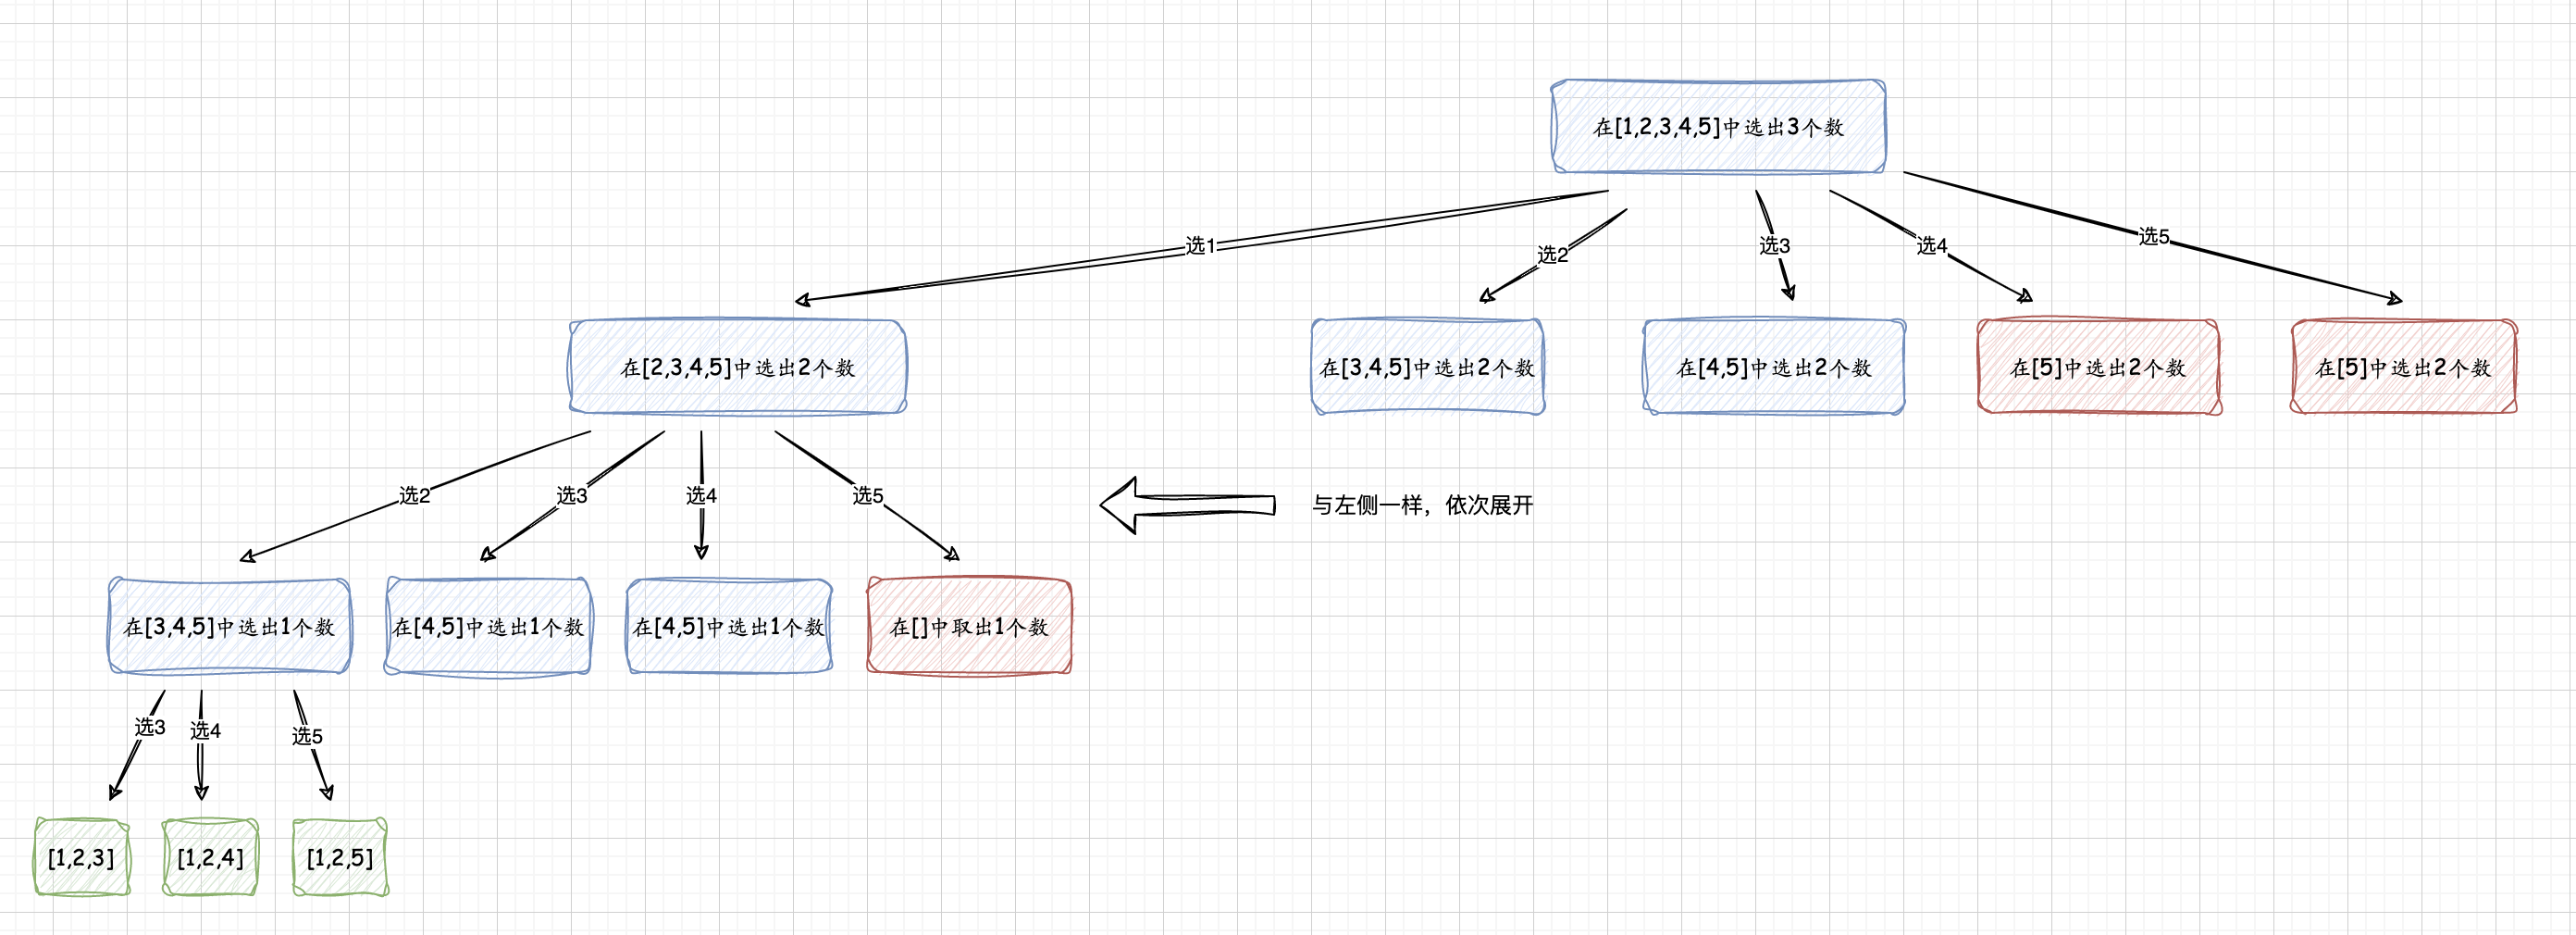 在[1,2,3,4,5]中选出3个数
选1
选2
选3
选4
选5
在[2,3,4,5]中选出2个数
在[3,4,5]中选出2个数
在[4,5]中选出2个数
在[5]中选出2个数
在[5]中选出2个数
选2
选3
选4
选5
与左侧一样，依次展开
在[3,4,5]中选出1个数
在[4,5]中选出1个数
在[4,5]中选出1个数
在[]中取出1个数
选3
选4
选5
[1,2,3]
[1,2,4]
[1,2,5]